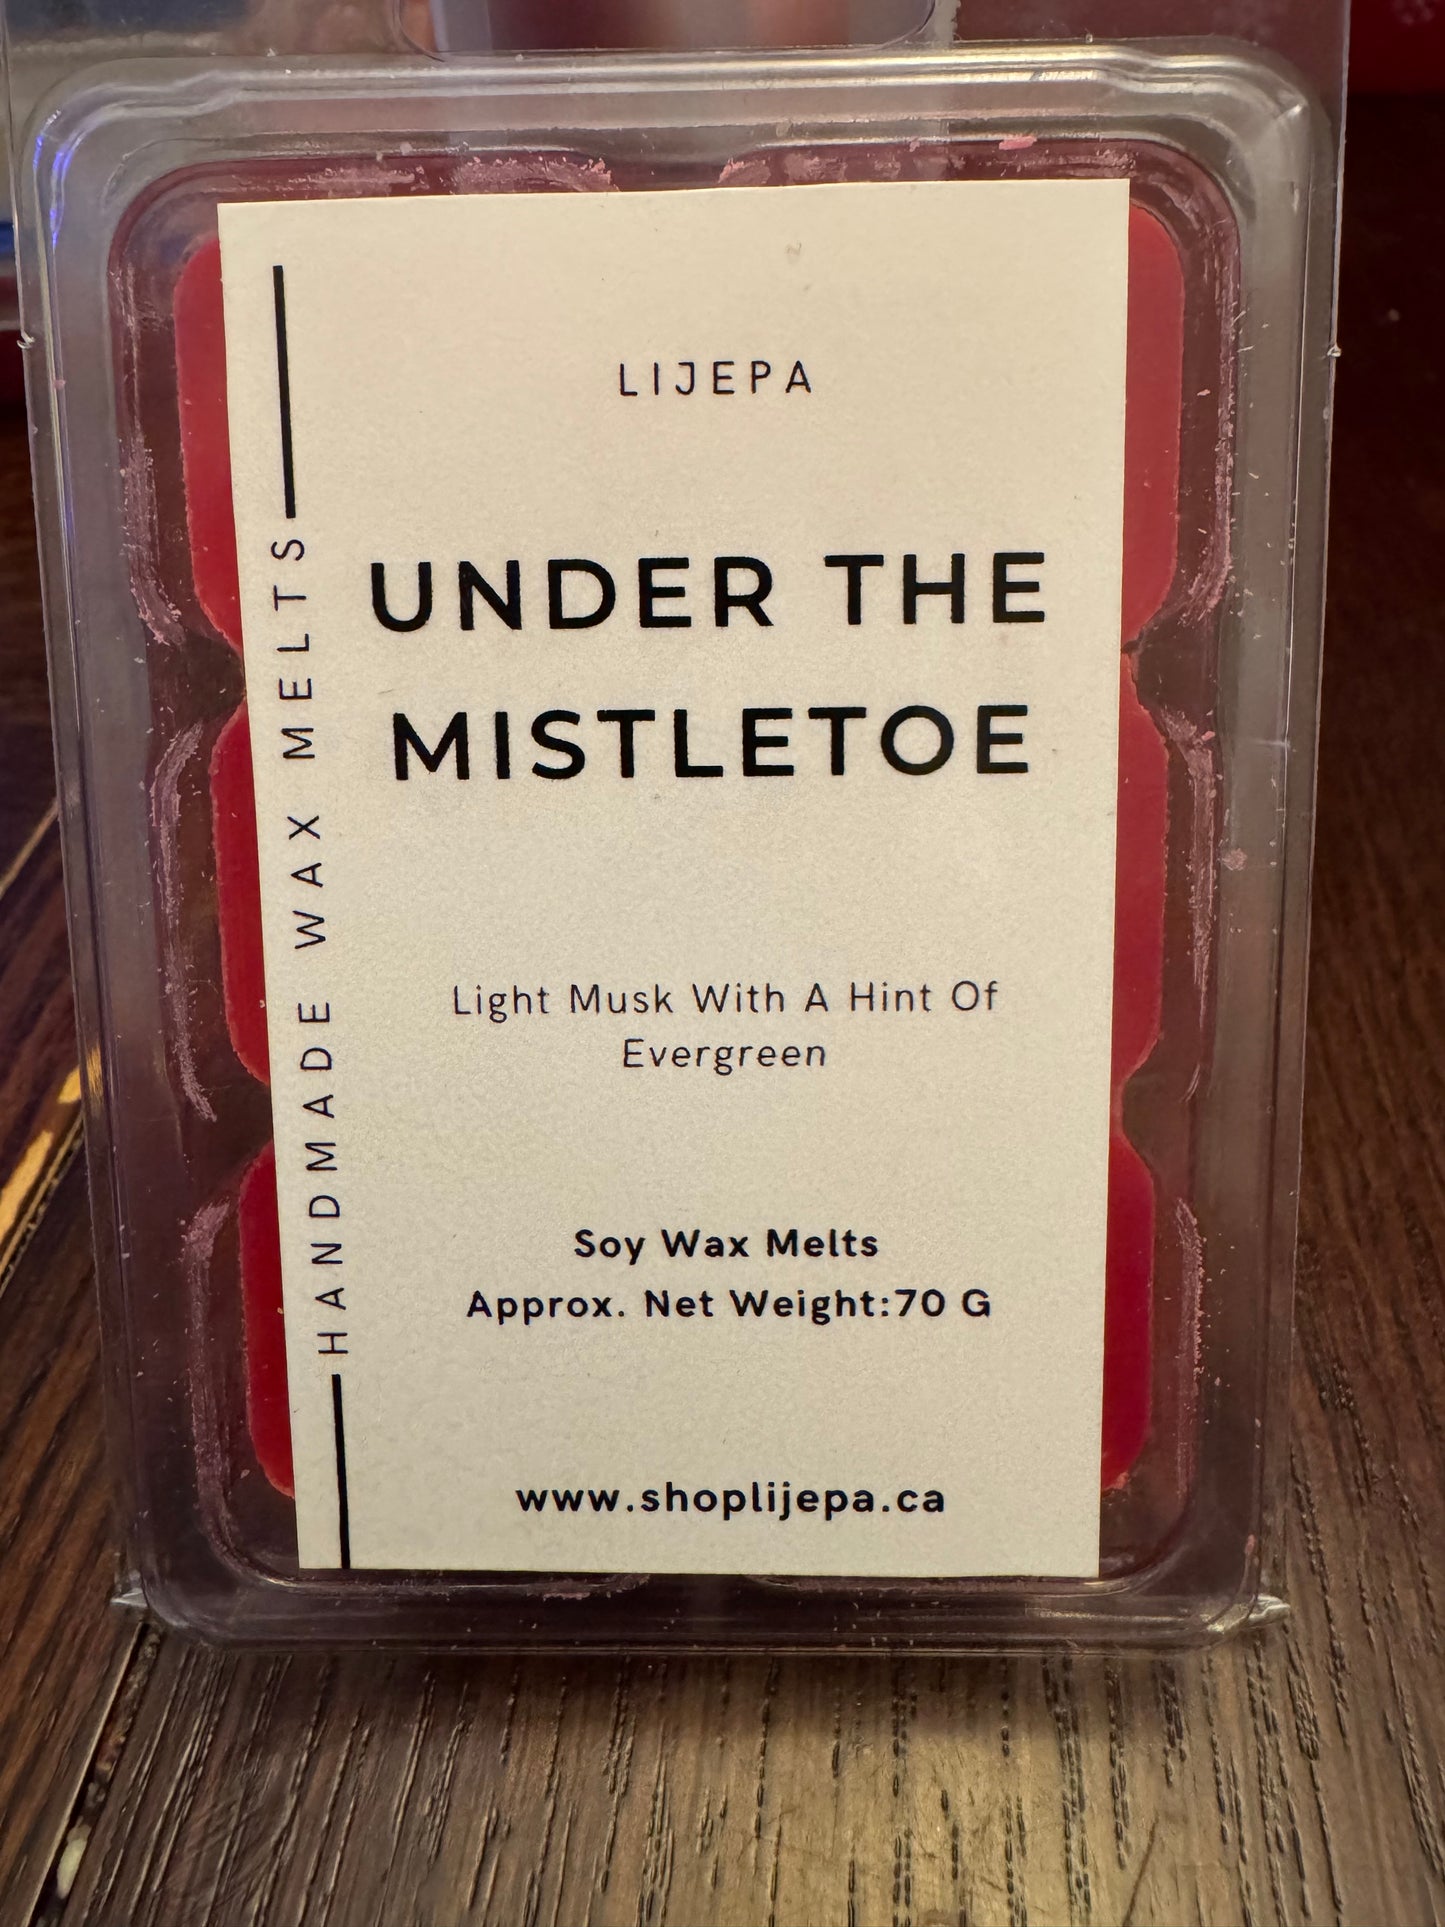 LIJEPA
UNDER THE
MISTLETOE
Light Musk With A Hint Of
Evergreen
Soy Wax Melts
Approx. Net Weight:70 G
www.shoplijepa.ca
HANDMADE WAX MELTS